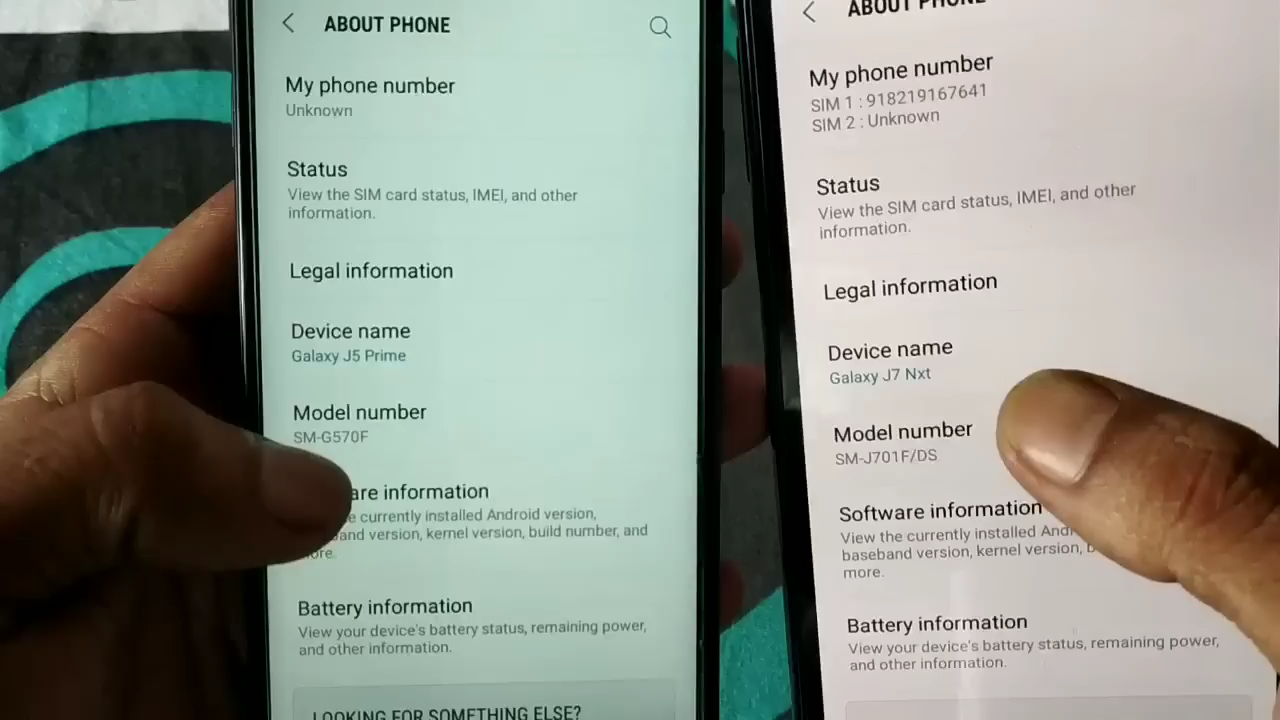 ABOUT PHONE
My phone number
Unknown
Status
View the SIM card status, IMEI, and other
information.
Legal information
Device name
Galaxy J5 Prime
Model number
SM-G570F
are information
e currently installed Android version,
and version, kernel version, build number, and
ore.
Battery information
View your device's battery status, remaining power,
and other information.
LOOKING FOR SOMETHING ELSE?
ABOUT PHONE
My phone number
SIM 1 : 918219167641
SIM 2 : Unknown
Status
View the SIM card status, IMEI, and other
information.
Legal information
Device name
Galaxy J7 Nxt
Model number
SM-J701F/DS
Software information
View the currently installed Andr
baseband version, kernel version, b
more.
Battery information
View your device's battery status, remaining power,
and other information.